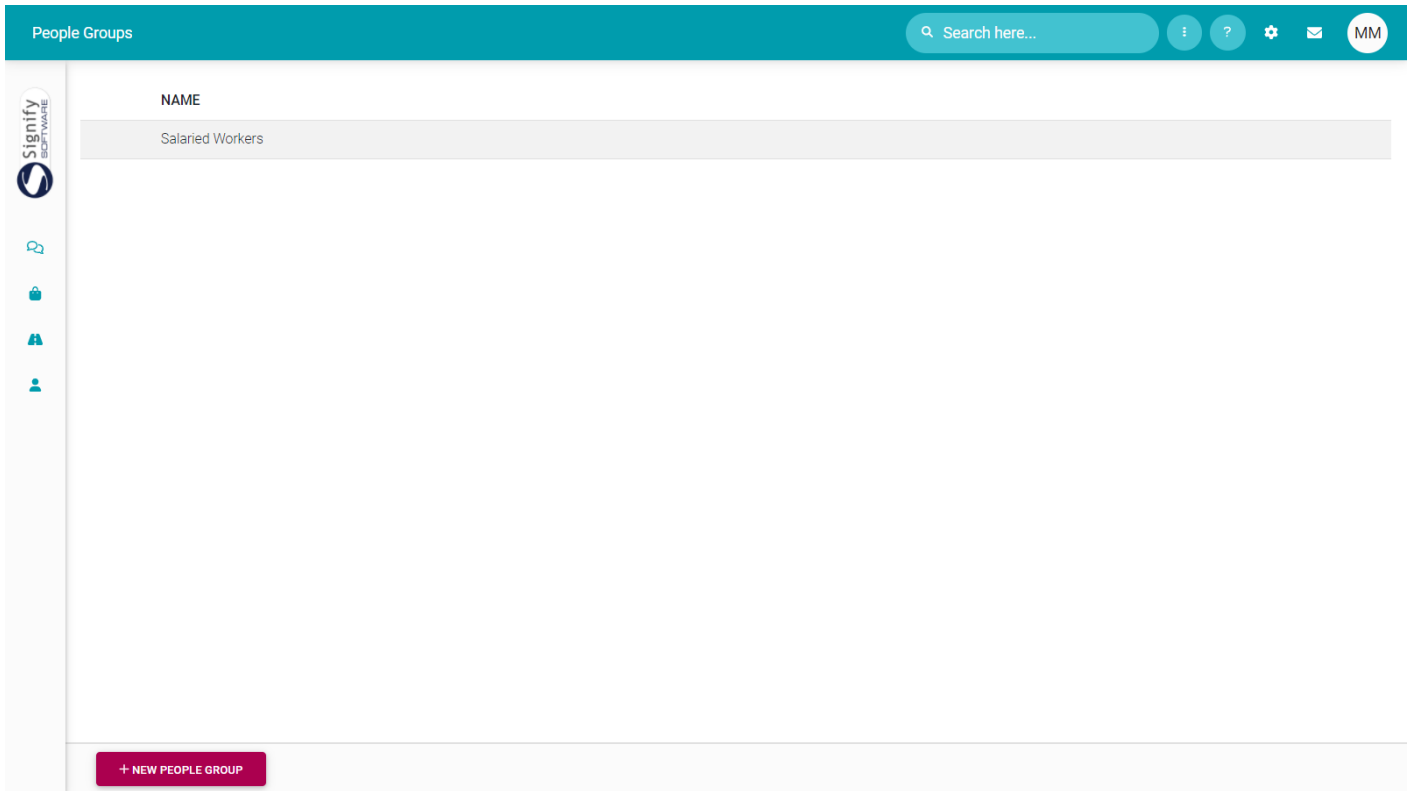 People Groups
Search here...
?
MM
Signify
SOFTWARE
NAME
Salaried Workers
+ NEW PEOPLE GROUP